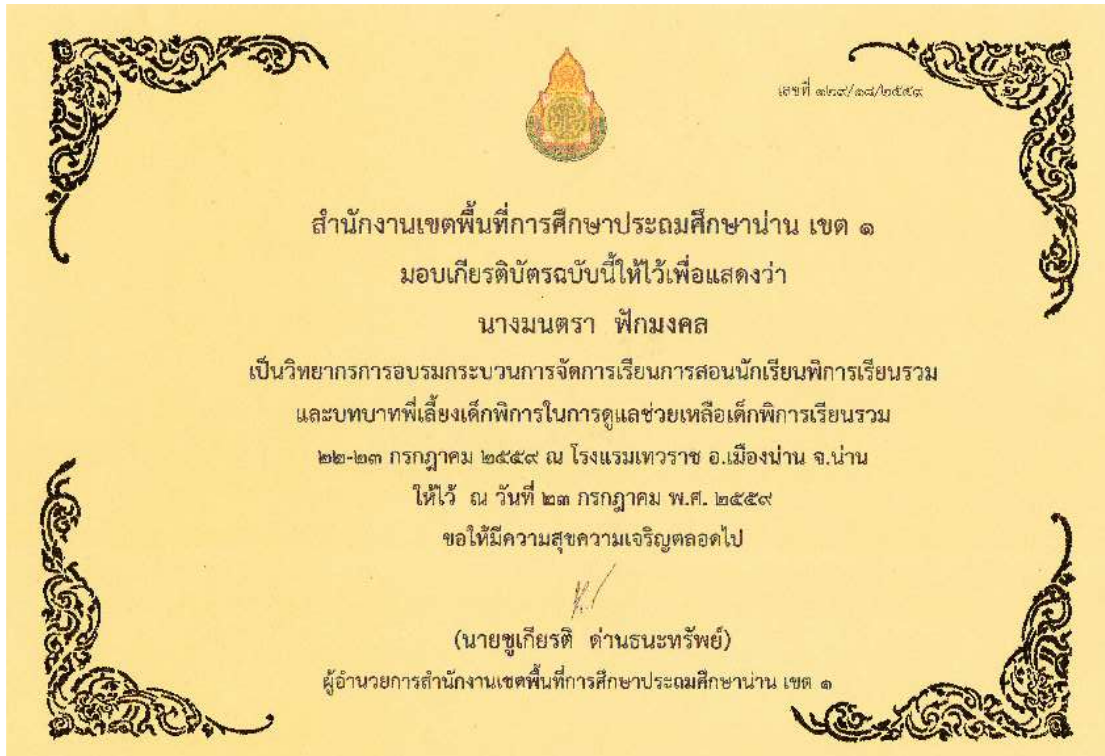 เลขที่ ๑๒๙/๑๘/๒๕๕๙
สำนักงานเขตพื้นที่การศึกษาประถมศึกษาน่าน เขต ๑
มอบเกียรติบัตรฉบับนี้ให้ไว้เพื่อแสดงว่า
นางมนตรา ฟักมงคล
เป็นวิทยากรการอบรมกระบวนการจัดการเรียนการสอนนักเรียนพิการเรียนรวม
และบทบาทพี่เลี้ยงเด็กพิการในการดูแลช่วยเหลือเด็กพิการเรียนรวม
๒๒-๒๓ กรกฎาคม ๒๕๕๙ ณ โรงแรมเทวราช อ.เมืองน่าน จ.น่าน
ให้ไว้ ณ วันที่ ๒๓ กรกฎาคม พ.ศ. ๒๕๕๙
ขอให้มีความสุขความเจริญตลอดไป
(นายชูเกียรติ ด่านธนะทรัพย์)
ผู้อำนวยการสำนักงานเขตพื้นที่การศึกษาประถมศึกษาน่าน เขต ๑